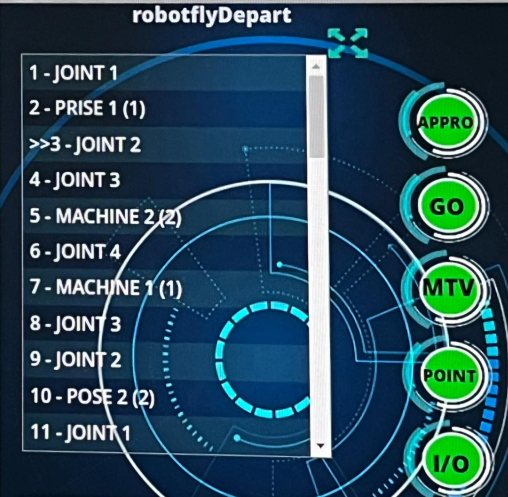 robotflyDepart
1 - JOINT 1
2 - PRISE 1 (1)
>>3 - JOINT 2
4 - JOINT 3
5 - MACHINE 2 (2)
6 - JOINT 4
7 - MACHINE 1 (1)
8 - JOINT 3
9 - JOINT 2
10 - POSE 2 (2)
11 - JOINT 1
APPRO
GO
MTV
POINT
I/O